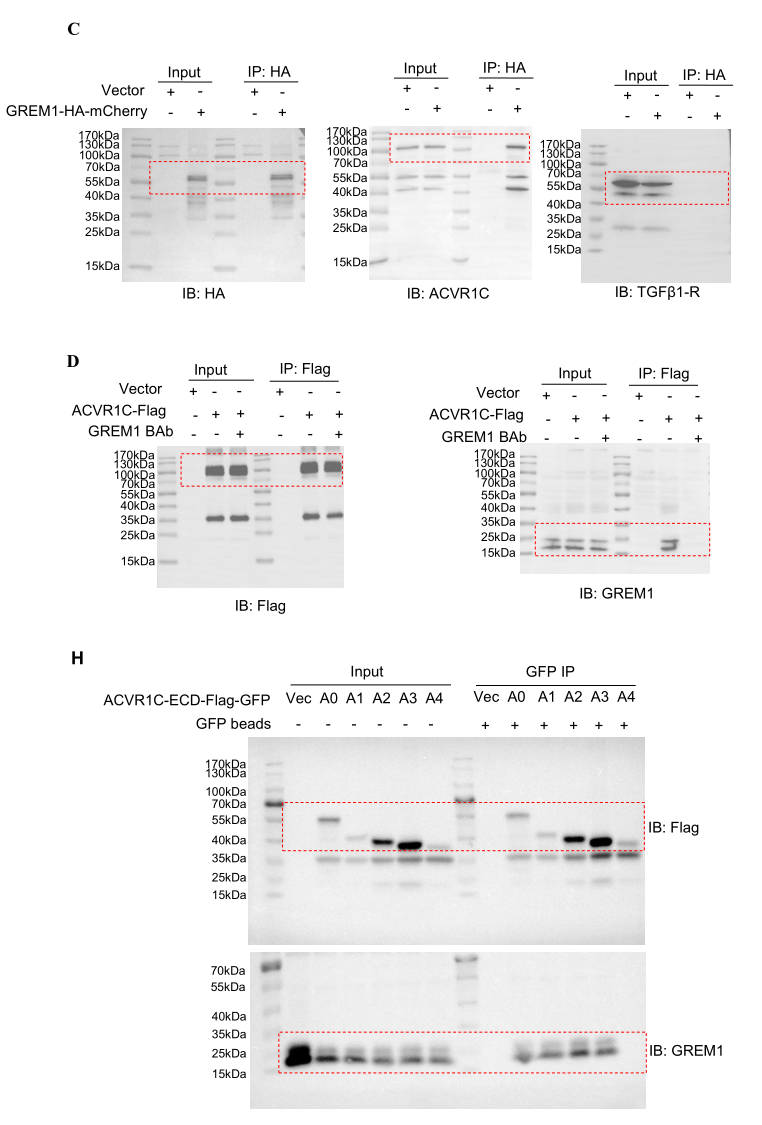 C
Input IP: HA
Vector + - + -
GREM1-HA-mCherry - + - +
170kDa
130kDa
100kDa
70kDa
55kDa
40kDa
35kDa
25kDa
15kDa
IB: HA
Input IP: HA
+ - + -
- + - +
170kDa
130kDa
100kDa
70kDa
55kDa
40kDa
35kDa
25kDa
15kDa
IB: ACVR1C
Input IP: HA
+ - + -
- + - +
170kDa
130kDa
100kDa
70kDa
55kDa
40kDa
35kDa
25kDa
15kDa
IB: TGFβ1-R
D
Input IP: Flag
Vector + - - + - -
ACVR1C-Flag - + + - + +
GREM1 BAb - - + - - +
170kDa
130kDa
100kDa
70kDa
55kDa
40kDa
35kDa
25kDa
15kDa
IB: Flag
Input IP: Flag
Vector + - - + - -
ACVR1C-Flag - + + - + +
GREM1 BAb - - + - - +
170kDa
130kDa
100kDa
70kDa
55kDa
40kDa
35kDa
25kDa
15kDa
IB: GREM1
H
Input GFP IP
ACVR1C-ECD-Flag-GFP Vec A0 A1 A2 A3 A4 Vec A0 A1 A2 A3 A4
GFP beads - - - - - - + + + + + +
170kDa
130kDa
100kDa
70kDa
55kDa
40kDa
35kDa
25kDa
15kDa
IB: Flag
70kDa
55kDa
40kDa
35kDa
25kDa
15kDa
IB: GREM1